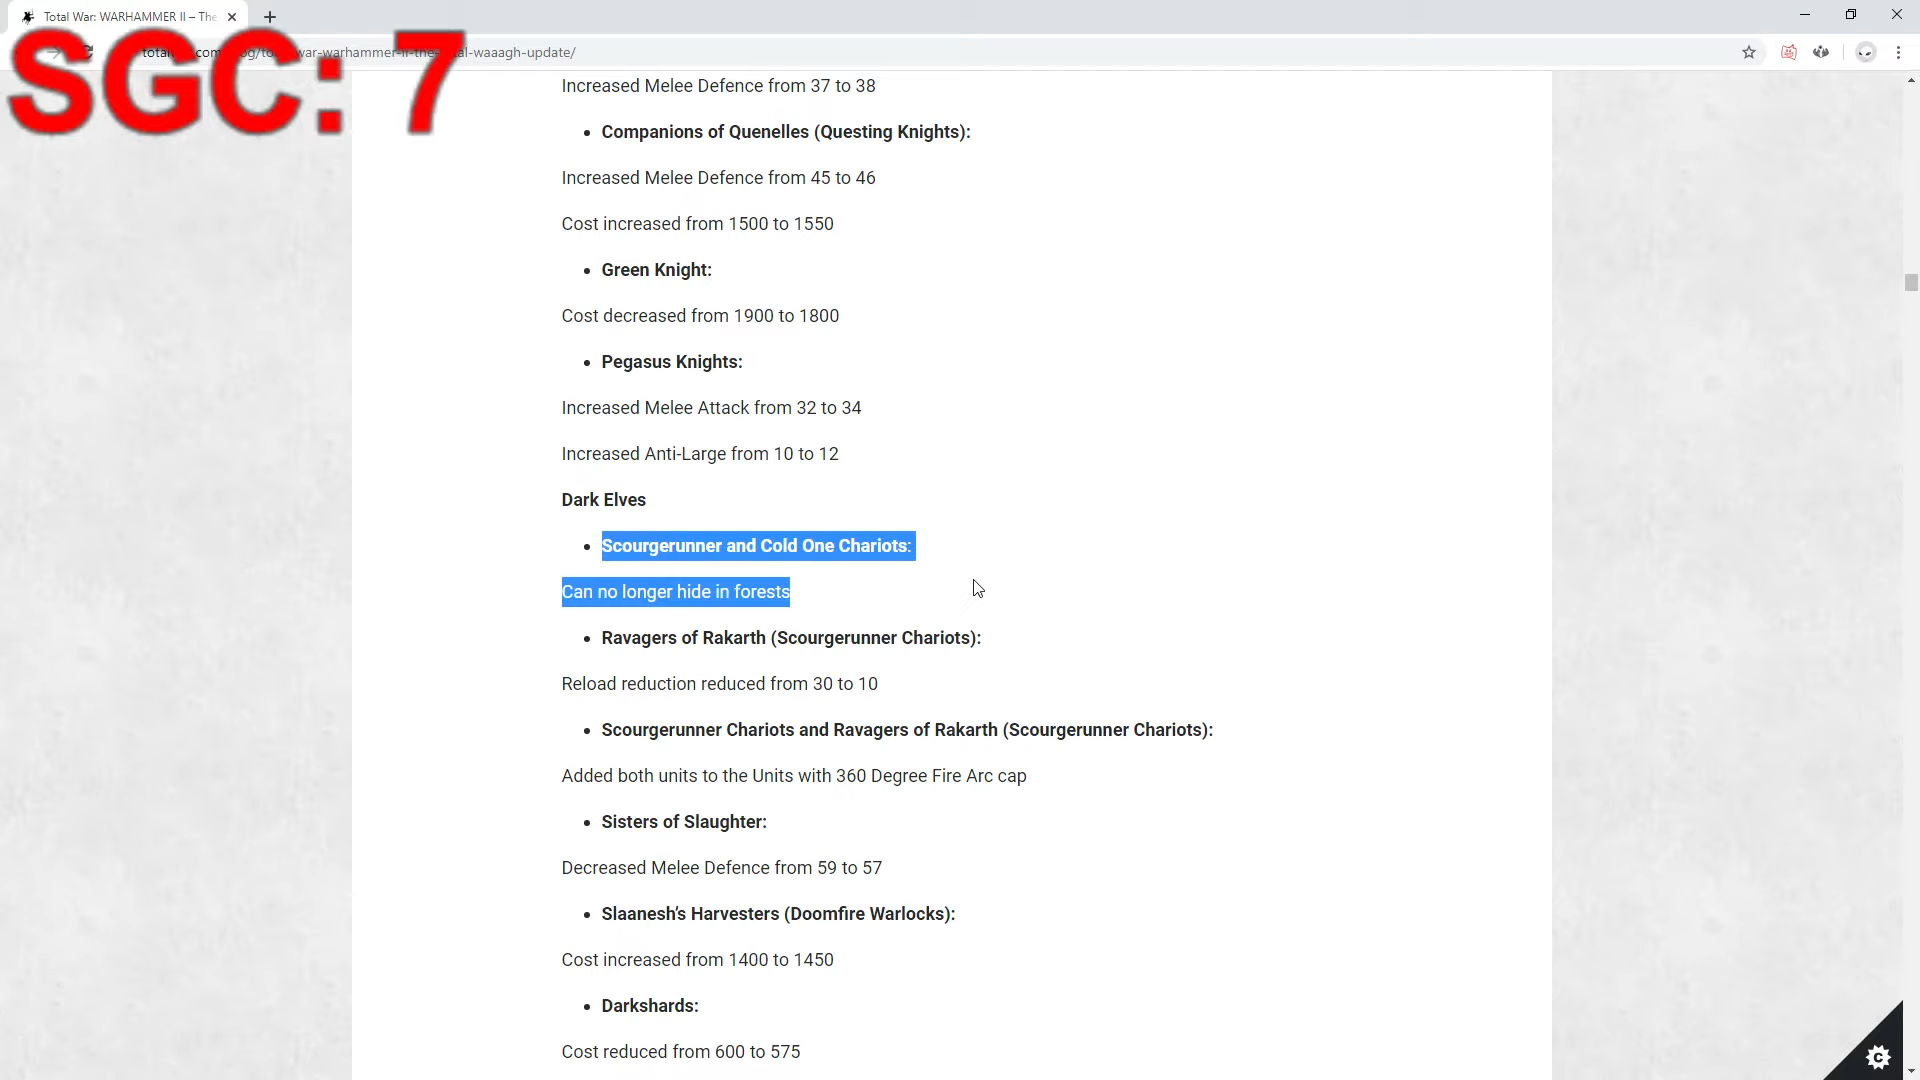 Total War: WARHAMMER II – The
SGC: 7
war-warhammer-ii-the
al-waaagh-update/
Increased Melee Defence from 37 to 38
• Companions of Quenelles (Questing Knights):
Increased Melee Defence from 45 to 46
Cost increased from 1500 to 1550
• Green Knight:
Cost decreased from 1900 to 1800
• Pegasus Knights:
Increased Melee Attack from 32 to 34
Increased Anti-Large from 10 to 12
Dark Elves
• Scourgerunner and Cold One Chariots:
Can no longer hide in forests
• Ravagers of Rakarth (Scourgerunner Chariots):
Reload reduction reduced from 30 to 10
• Scourgerunner Chariots and Ravagers of Rakarth (Scourgerunner Chariots):
Added both units to the Units with 360 Degree Fire Arc cap
• Sisters of Slaughter:
Decreased Melee Defence from 59 to 57
• Slaanesh’s Harvesters (Doomfire Warlocks):
Cost increased from 1400 to 1450
• Darkshards:
Cost reduced from 600 to 575